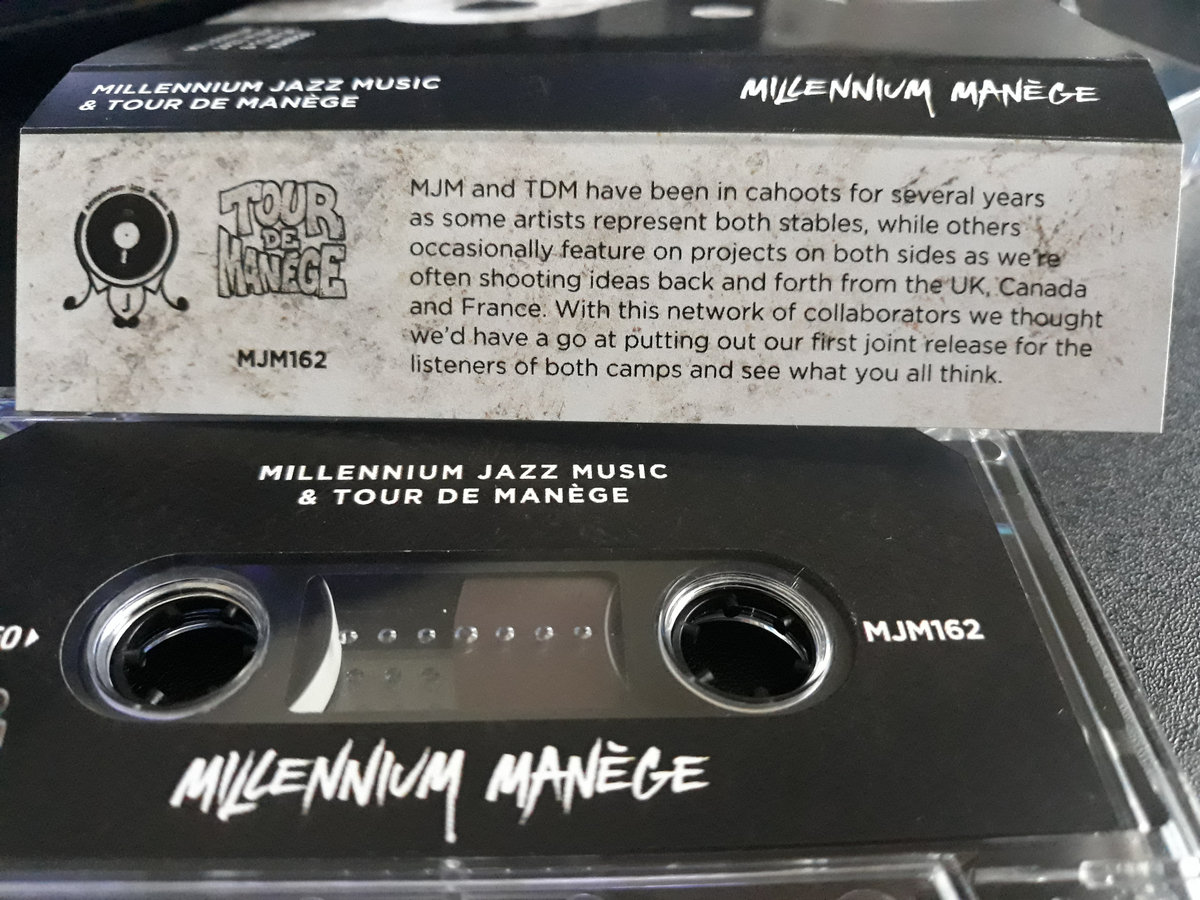 MILLENNIUM JAZZ MUSIC
& TOUR DE MANÈGE
MILLENNIUM MANÈGE
Millennium Jazz Music
J
TOUR
DE
MANÈGE
MJM162
MJM and TDM have been in cahoots for several years
as some artists represent both stables, while others
occasionally feature on projects on both sides as we're
often shooting ideas back and forth from the UK, Canada
and France. With this network of collaborators we thought
we'd have a go at putting out our first joint release for the
listeners of both camps and see what you all think.
MILLENNIUM JAZZ MUSIC
& TOUR DE MANÈGE
MJM162
MILLENNIUM MANÈGE